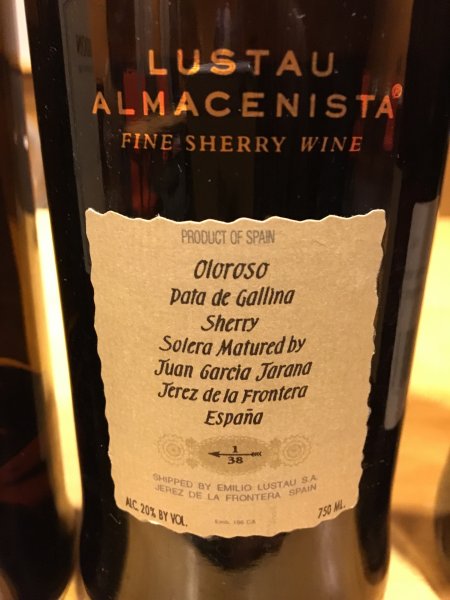 LUSTAU
ALMACENISTA®
FINE SHERRY WINE
PRODUCT OF SPAIN
Oloroso
Pata de Gallina
Sherry
Solera Matured by
Juan Garcìa Jarana
Jerez de la Frontera
España
1
38
SHIPPED BY EMILIO LUSTAU S.A.
JEREZ DE LA FRONTERA SPAIN
ALC. 20% BY VOL.
750 ML.